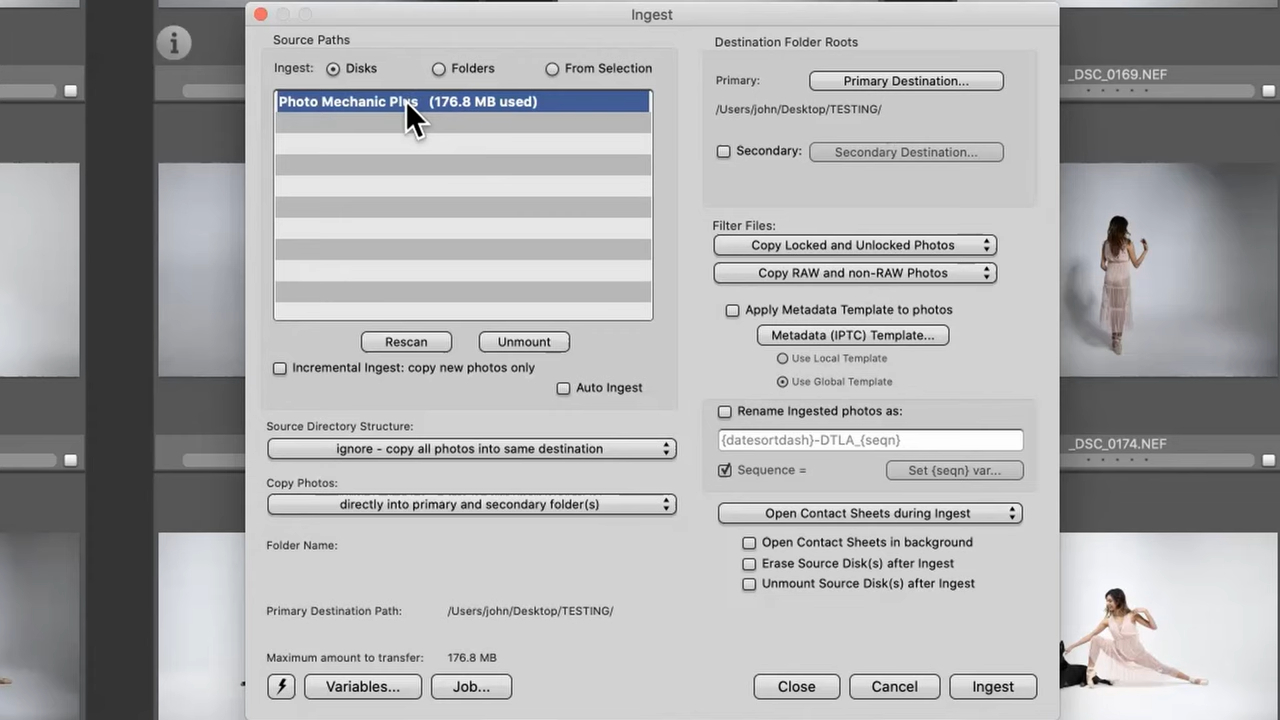 Ingest
Source Paths
Ingest: Disks Folders From Selection
Photo Mechanic Plus (176.8 MB used)
Rescan Unmount
Incremental Ingest: copy new photos only
Auto Ingest
Source Directory Structure:
ignore - copy all photos into same destination
Copy Photos:
directly into primary and secondary folder(s)
Folder Name:
Primary Destination Path: /Users/john/Desktop/TESTING/
Maximum amount to transfer: 176.8 MB
Variables... Job...
Destination Folder Roots
Primary: Primary Destination...
/Users/john/Desktop/TESTING/
Secondary: Secondary Destination...
Filter Files:
Copy Locked and Unlocked Photos
Copy RAW and non-RAW Photos
Apply Metadata Template to photos
Metadata (IPTC) Template...
Use Local Template
Use Global Template
Rename Ingested photos as:
{datesortdash}-DTLA_{seqn}
Sequence = Set {seqn} var...
Open Contact Sheets during Ingest
Open Contact Sheets in background
Erase Source Disk(s) after Ingest
Unmount Source Disk(s) after Ingest
Close Cancel Ingest
_DSC_0169.NEF
_DSC_0174.NEF